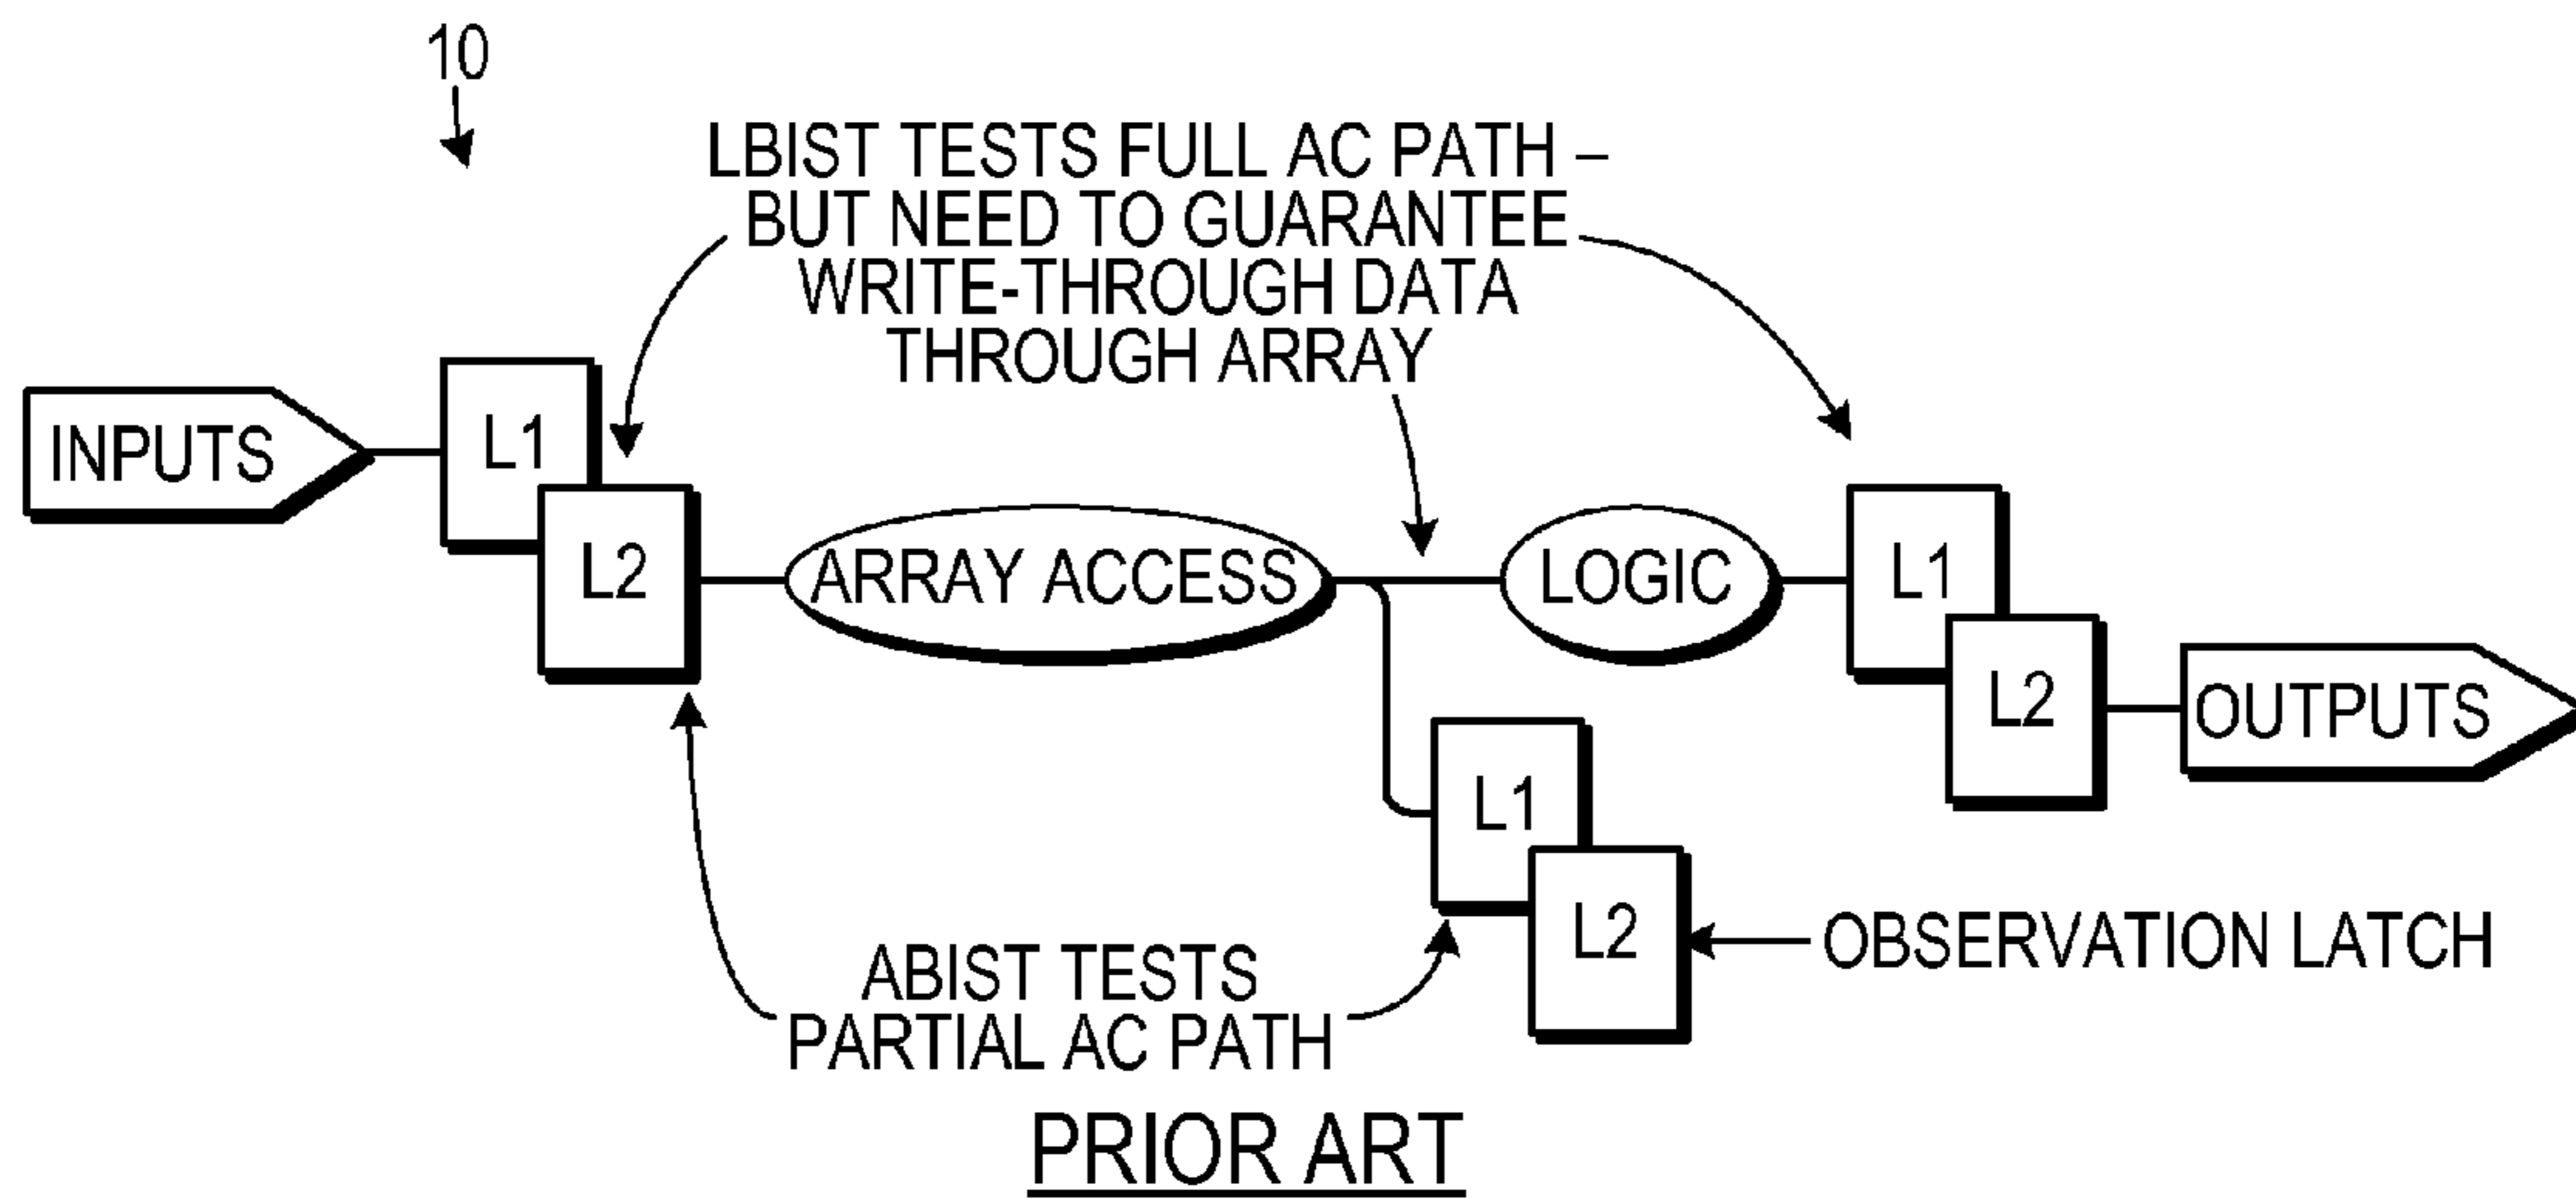 10
LBIST TESTS FULL AC PATH –
BUT NEED TO GUARANTEE
WRITE-THROUGH DATA
THROUGH ARRAY
INPUTS
L1
L2
ARRAY ACCESS
LOGIC
L1
L2
OUTPUTS
L1
L2
OBSERVATION LATCH
ABIST TESTS
PARTIAL AC PATH
PRIOR ART